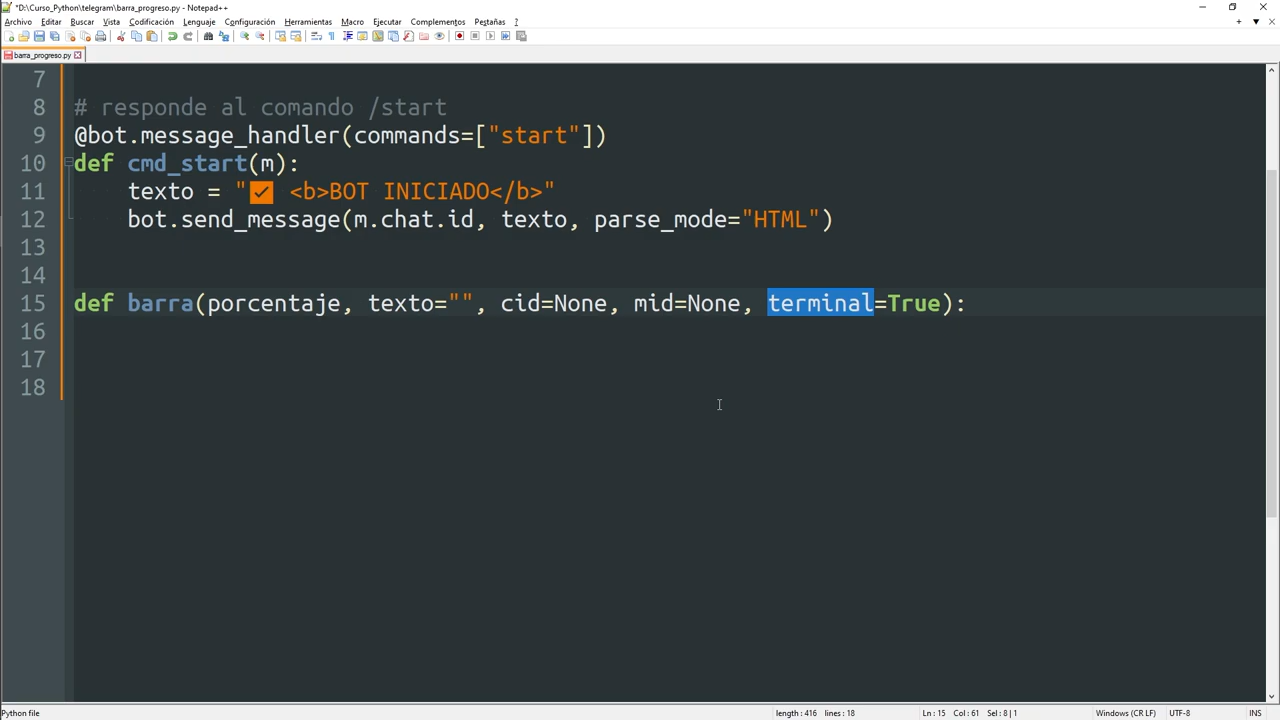 *D:\Curso_Python\telegram\barra_progreso.py - Notepad++
Archivo Editar Buscar Vista Codificación Lenguaje Configuración Herramientas Macro Ejecutar Complementos Pestañas ?
barra_progreso.py
7
8 # responde al comando /start
9 @bot.message_handler(commands=["start"])
10 def cmd_start(m):
11 texto = "✅ <b>BOT INICIADO</b>"
12 bot.send_message(m.chat.id, texto, parse_mode="HTML")
13
14
15 def barra(porcentaje, texto="", cid=None, mid=None, terminal=True):
16
17
18
Python file length : 416 lines : 18 Ln : 15 Col : 61 Sel : 8 | 1 Windows (CR LF) UTF-8 INS